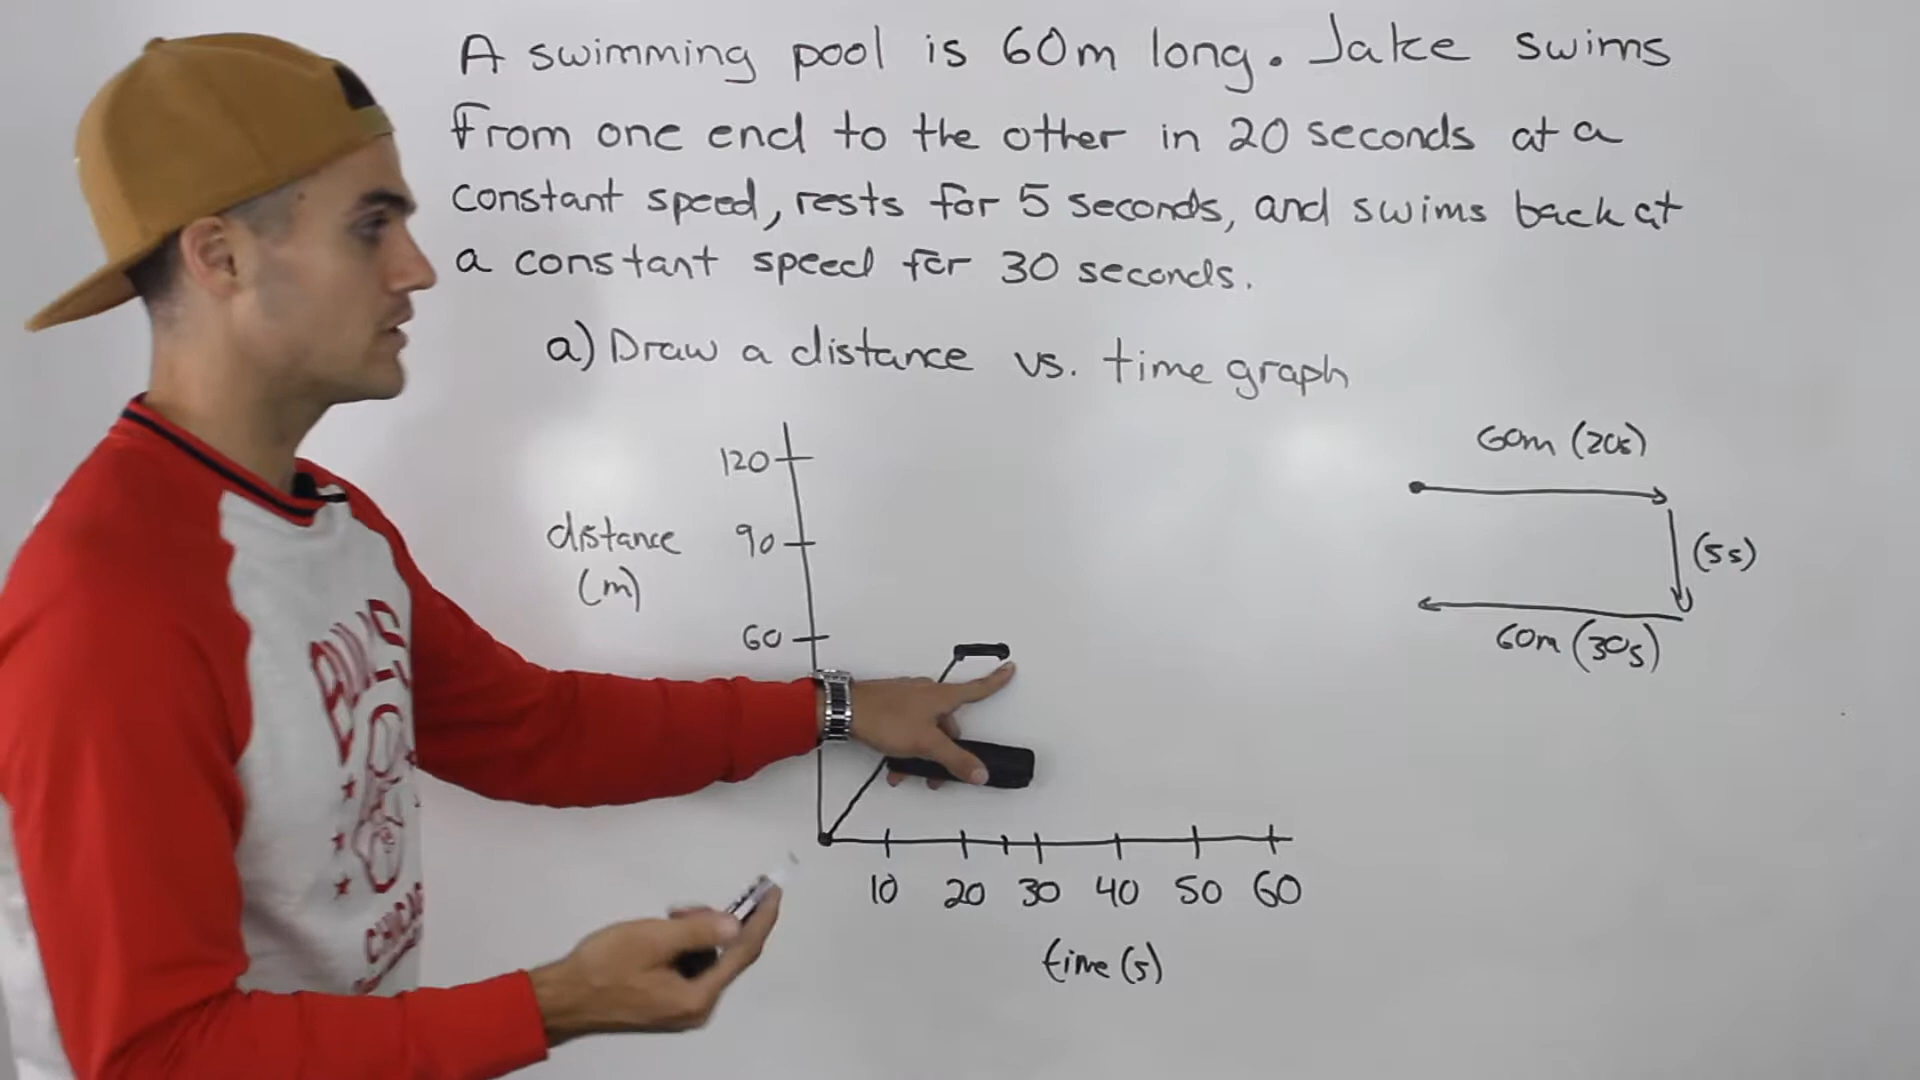 A swimming pool is 60m long. Jake swims
from one end to the other in 20 seconds at a
constant speed, rests for 5 seconds, and swims back at
a constant speed for 30 seconds.
a) Draw a distance vs. time graph
120
distance 90
(m)
60
10 20 30 40 50 60
time (s)
60m (20s)
(5s)
60m (30s)
BULLS